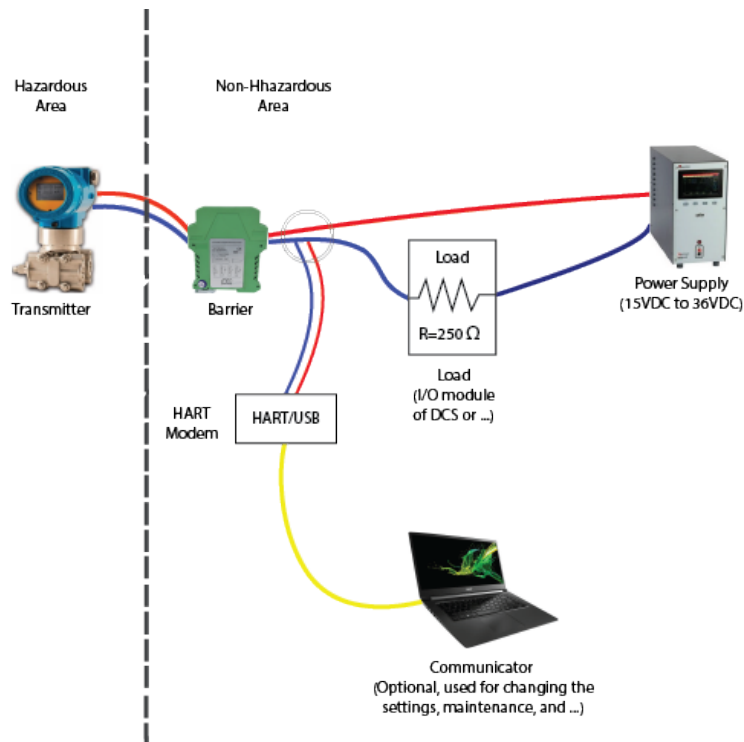 Hazardous
Area
Non-Hhazardous
Area
Transmitter
Barrier
Load
R=250 Ω
Power Supply
(15VDC to 36VDC)
Load
(I/O module
of DCS or ...)
HART
Modem
HART/USB
Communicator
(Optional, used for changing the
settings, maintenance, and ...)